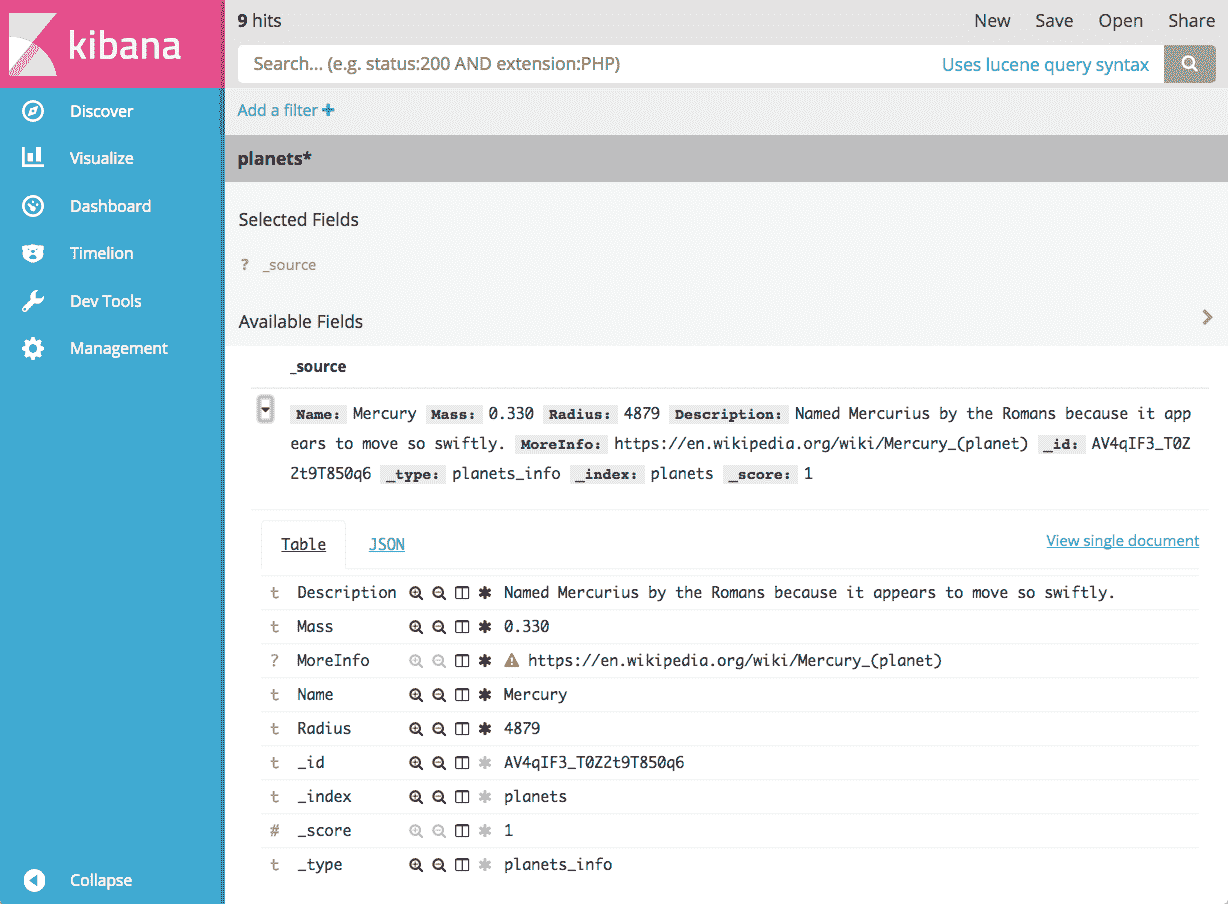 kibana
Discover
Visualize
Dashboard
Timelion
Dev Tools
Management
Collapse
9 hits
New Save Open Share
Search... (e.g. status:200 AND extension:PHP) Uses lucene query syntax
Add a filter +
planets*
Selected Fields
? _source
Available Fields
_source
Name: Mercury Mass: 0.330 Radius: 4879 Description: Named Mercurius by the Romans because it app
ears to move so swiftly. MoreInfo: https://en.wikipedia.org/wiki/Mercury_(planet) _id: AV4qIF3_T0Z
Zt9T850q6 _type: planets_info _index: planets _score: 1
Table JSON View single document
t Description Named Mercurius by the Romans because it appears to move so swiftly.
t Mass 0.330
? MoreInfo https://en.wikipedia.org/wiki/Mercury_(planet)
t Name Mercury
t Radius 4879
t _id AV4qIF3_T0Z2t9T850q6
t _index planets
# _score 1
t _type planets_info